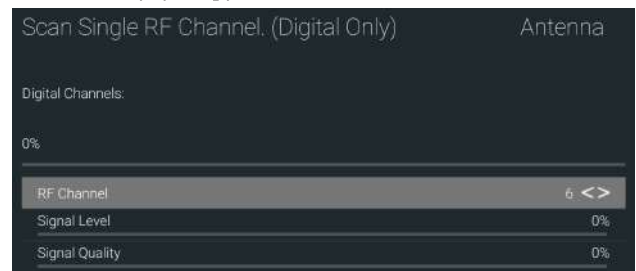 Scan Single RF Channel. (Digital Only) Antenna
Digital Channels:
0%
RF Channel 6 <>
Signal Level 0%
Signal Quality 0%